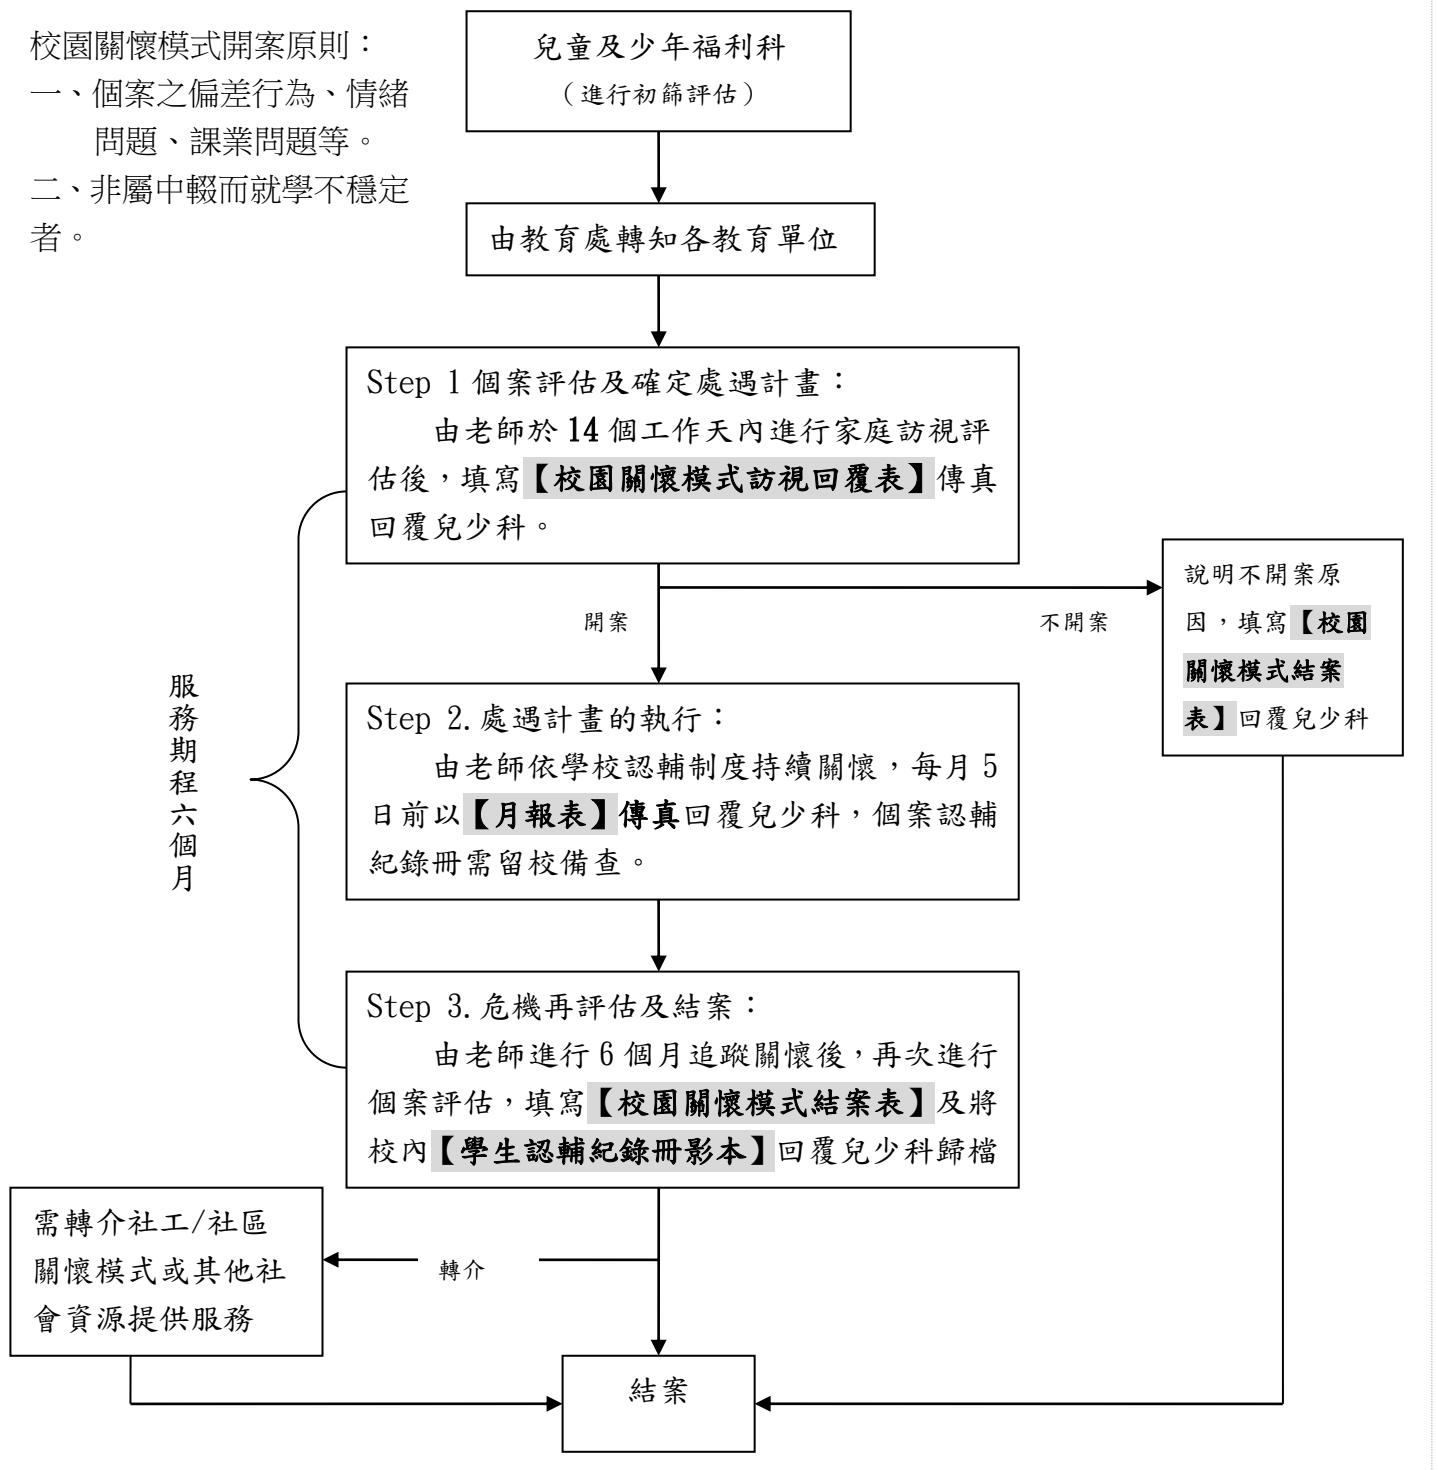 校園關懷模式開案原則：
一、個案之偏差行為、情緒
問題、課業問題等。
二、非屬中輟而就學不穩定
者。
兒童及少年福利科
（進行初篩評估）
由教育處轉知各教育單位
Step 1 個案評估及確定處遇計畫：
由老師於 14 個工作天內進行家庭訪視評
估後，填寫【校園關懷模式訪視回覆表】傳真
回覆兒少科。
開案
不開案
說明不開案原
因，填寫【校園
關懷模式結案
表】回覆兒少科
服務期程六個月
Step 2.處遇計畫的執行：
由老師依學校認輔制度持續關懷，每月 5
日前以【月報表】傳真回覆兒少科，個案認輔
紀錄冊需留校備查。
Step 3.危機再評估及結案：
由老師進行 6 個月追蹤關懷後，再次進行
個案評估，填寫【校園關懷模式結案表】及將
校內【學生認輔紀錄冊影本】回覆兒少科歸檔
需轉介社工/社區
關懷模式或其他社
會資源提供服務
轉介
結案